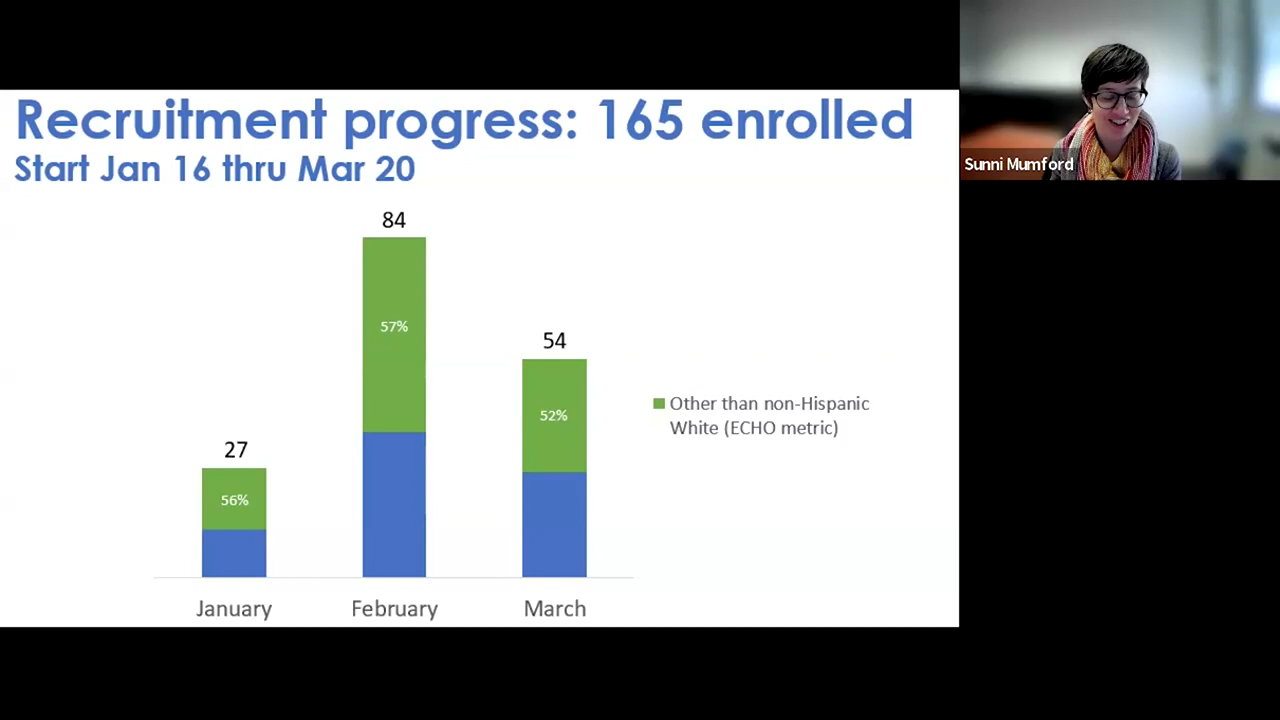 Recruitment progress: 165 enrolled
Start Jan 16 thru Mar 20
Sunni Mumford
84
57%
54
52%
27
56%
Other than non-Hispanic
White (ECHO metric)
January February March